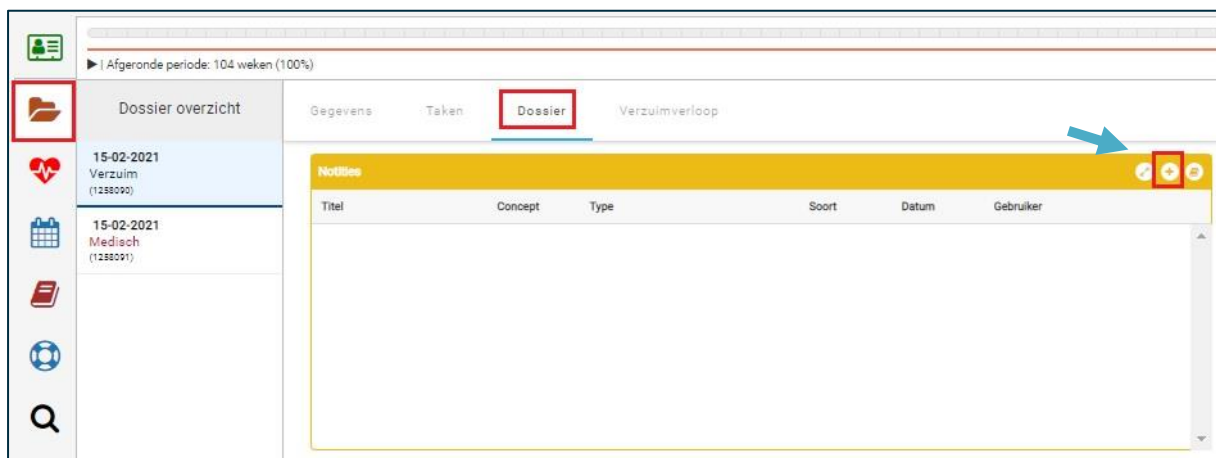 ▶ | Afgeronde periode: 104 weken (100%)
Dossier overzicht
Gegevens Taken Dossier Verzuimverloop
15-02-2021
Verzuim
(1258090)
15-02-2021
Medisch
(1258091)
Notities
Titel Concept Type Soort Datum Gebruiker